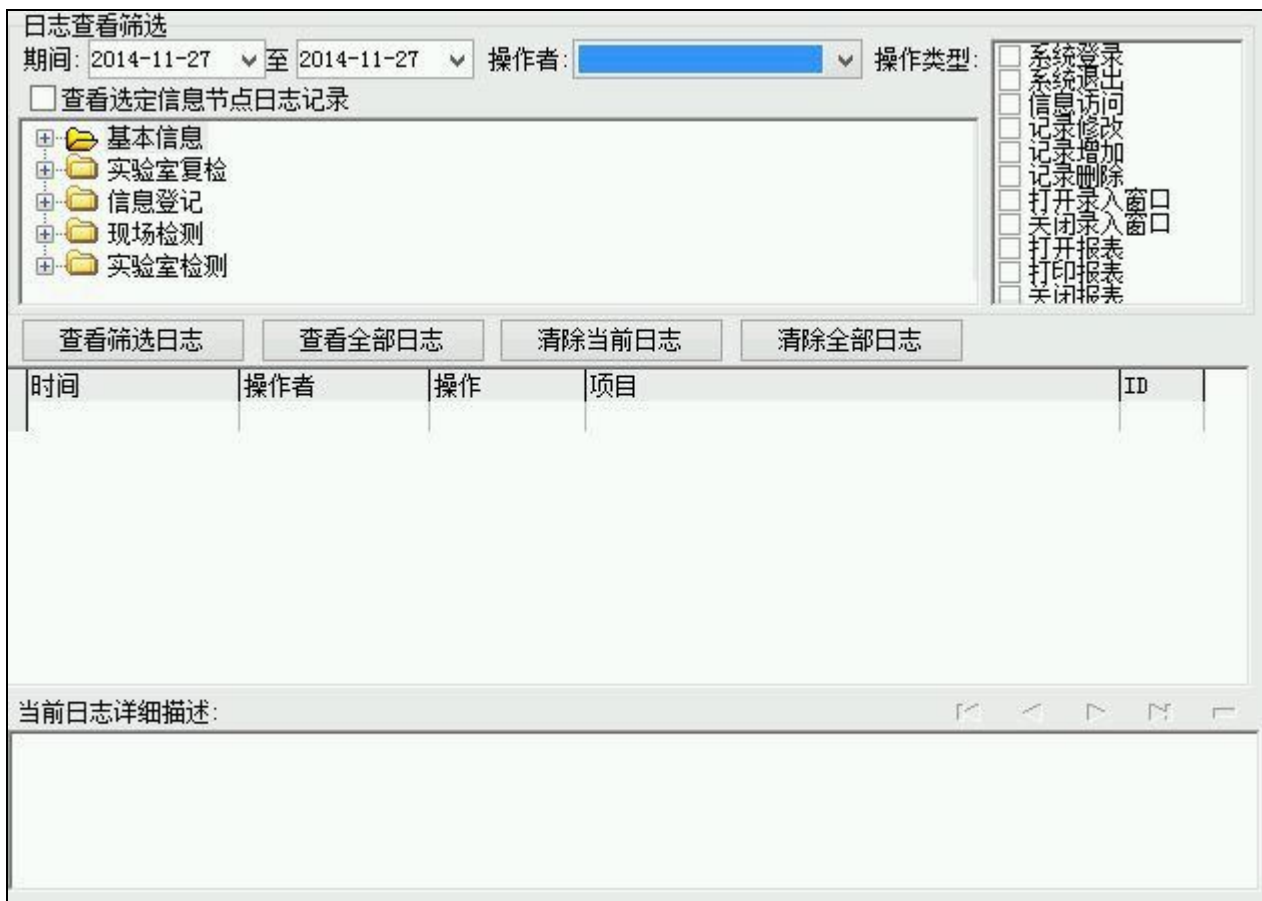 日志查看筛选
期间: 2014-11-27 至 2014-11-27 操作者: 操作类型:
系统登录
系统退出
信息访问
记录修改
记录增加
记录删除
打开录入窗口
关闭录入窗口
打开报表
打印报表
关闭报表
查看选定信息节点日志记录
基本信息
实验室复检
信息登记
现场检测
实验室检测
查看筛选日志 查看全部日志 清除当前日志 清除全部日志
时间 操作者 操作 项目 ID
当前日志详细描述: